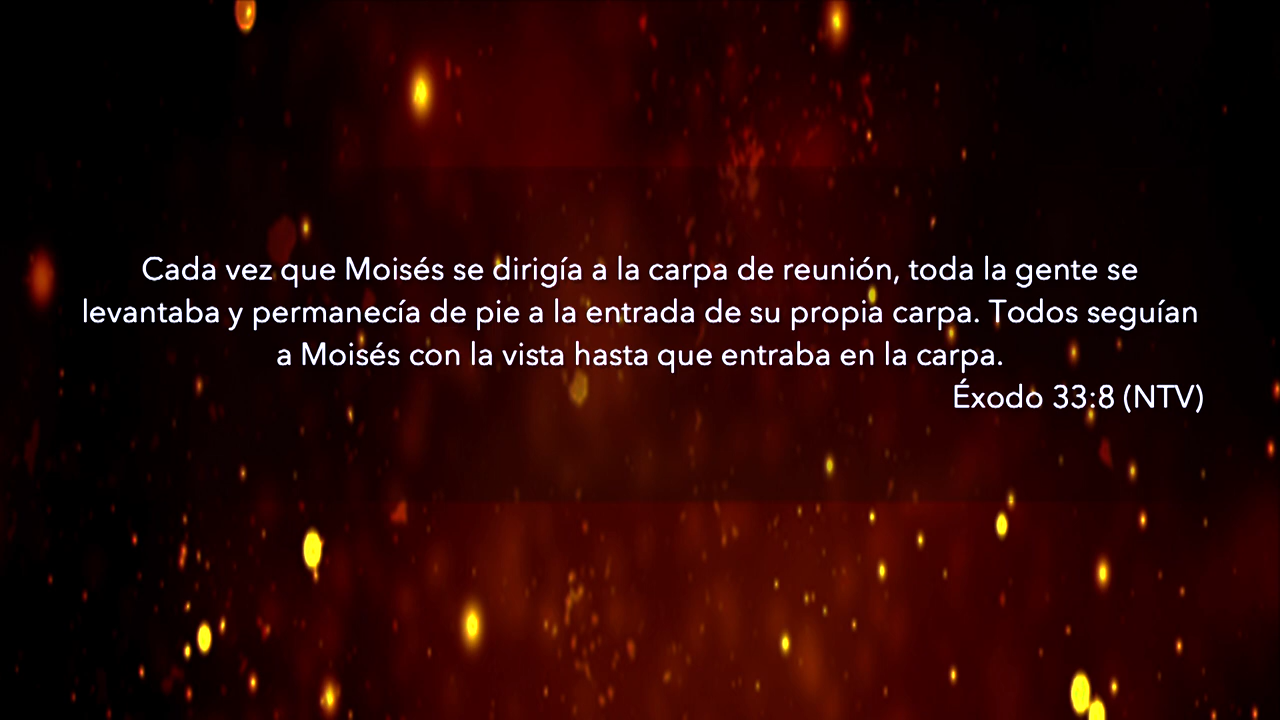 Cada vez que Moisés se dirigía a la carpa de reunión, toda la gente se
levantaba y permanecía de pie a la entrada de su propia carpa. Todos seguían
a Moisés con la vista hasta que entraba en la carpa.
Éxodo 33:8 (NTV)